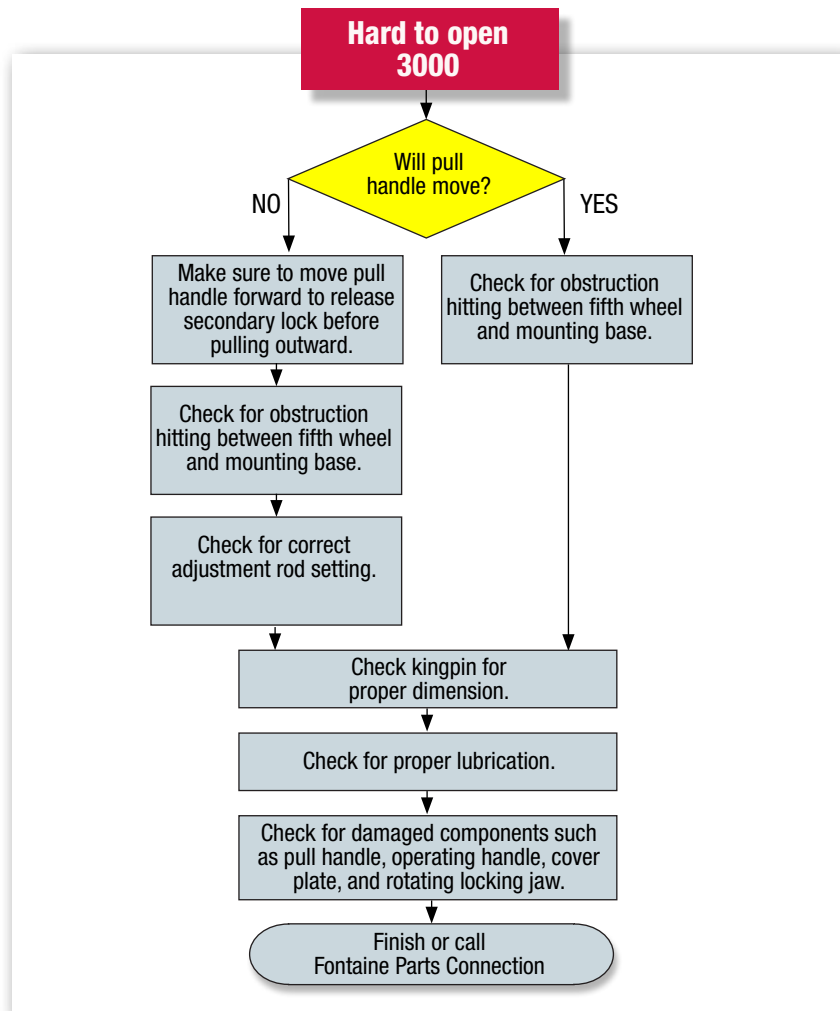 Hard to open
3000
Will pull
handle move?
NO
YES
Make sure to move pull
handle forward to release
secondary lock before
pulling outward.
Check for obstruction
hitting between fifth wheel
and mounting base.
Check for obstruction
hitting between fifth wheel
and mounting base.
Check for correct
adjustment rod setting.
Check kingpin for
proper dimension.
Check for proper lubrication.
Check for damaged components such
as pull handle, operating handle, cover
plate, and rotating locking jaw.
Finish or call
Fontaine Parts Connection